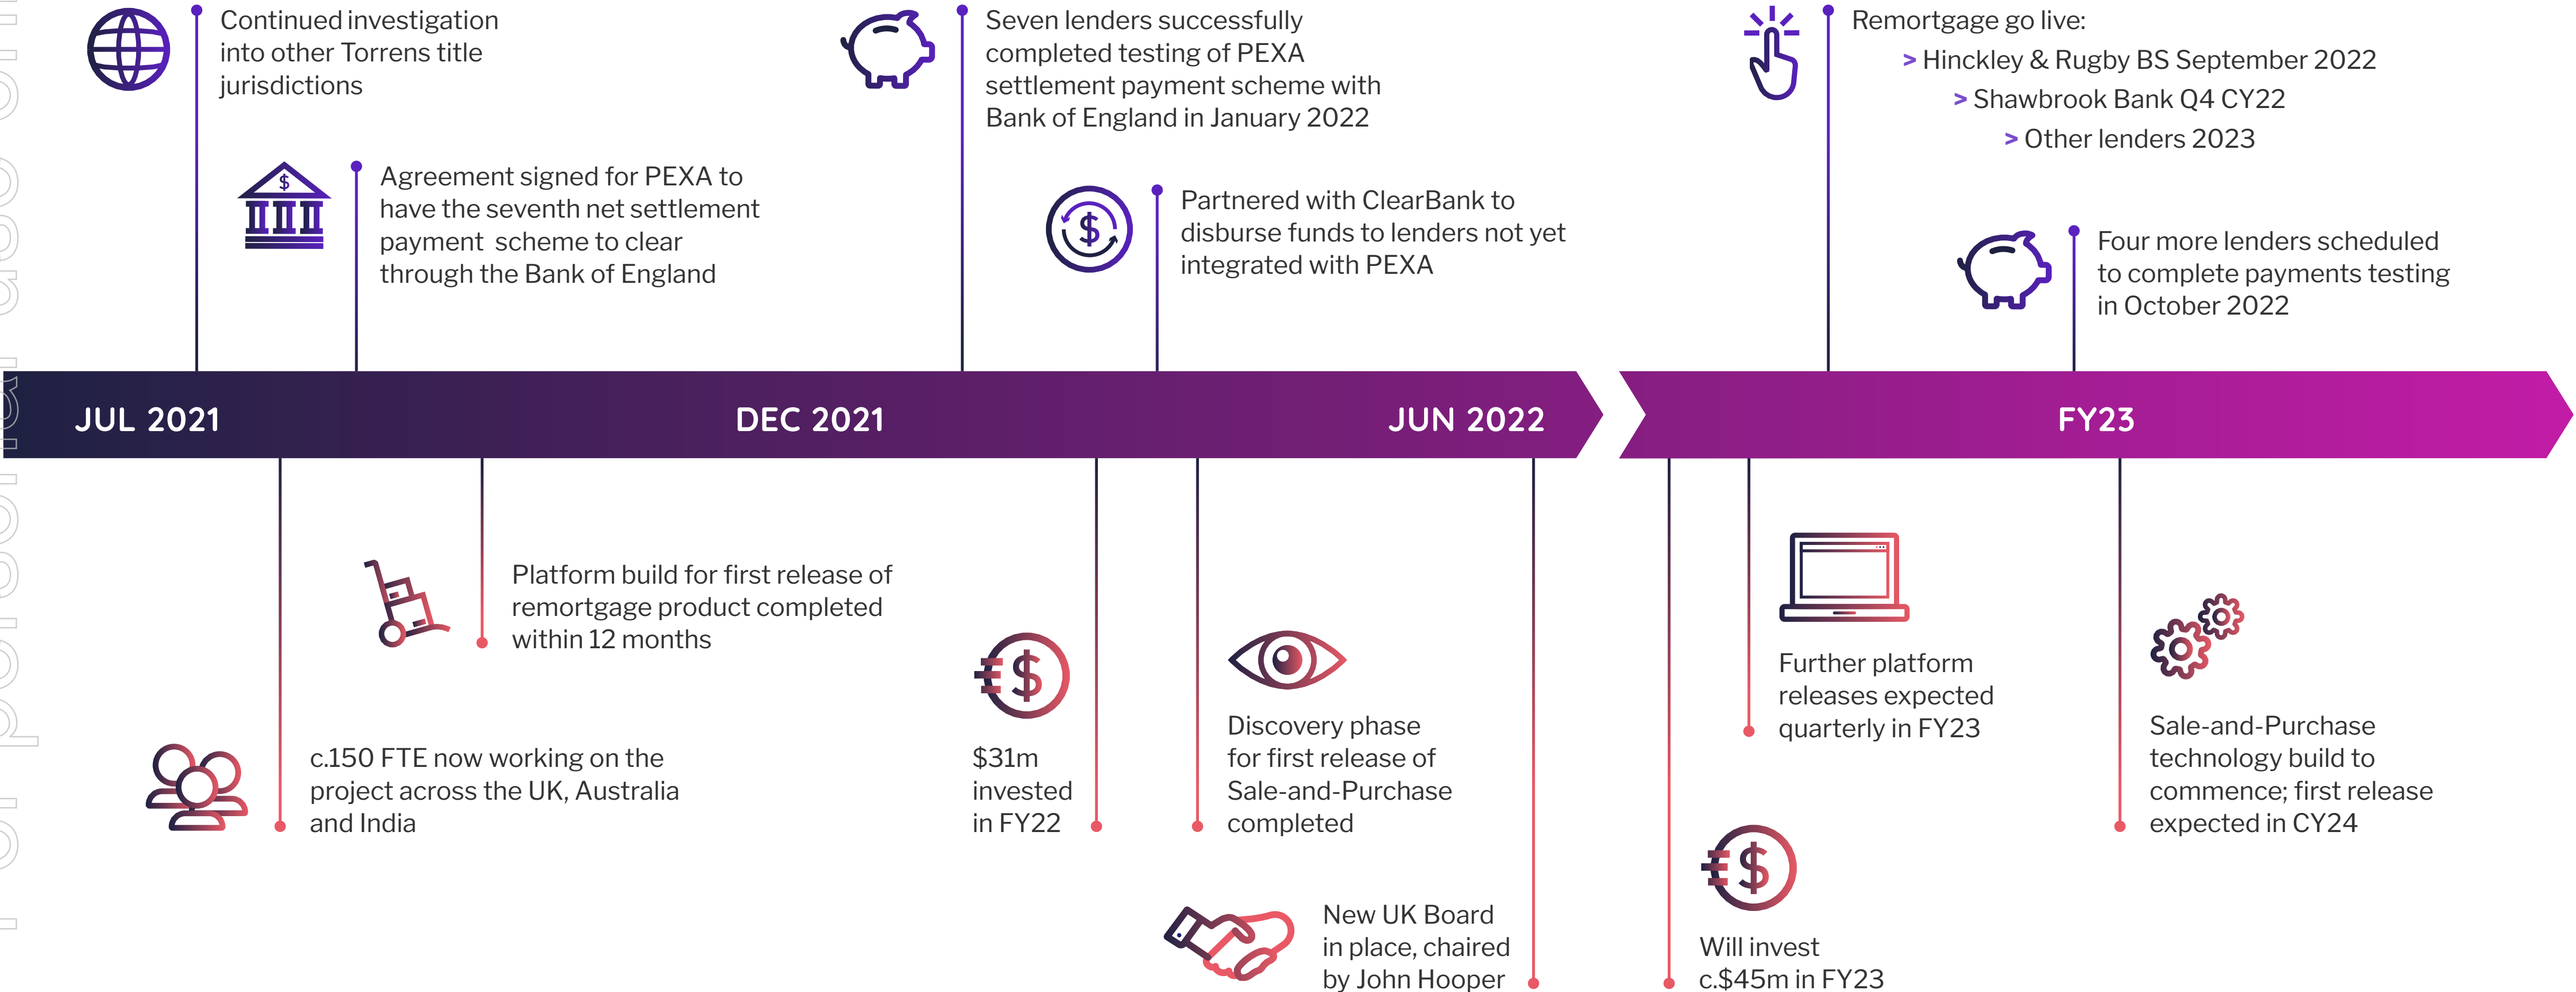 Continued investigation
into other Torrens title
jurisdictions
Agreement signed for PEXA to
have the seventh net settlement
payment scheme to clear
through the Bank of England
Seven lenders successfully
completed testing of PEXA
settlement payment scheme with
Bank of England in January 2022
Partnered with ClearBank to
disburse funds to lenders not yet
integrated with PEXA
Remortgage go live:
> Hinckley & Rugby BS September 2022
> Shawbrook Bank Q4 CY22
> Other lenders 2023
Four more lenders scheduled
to complete payments testing
in October 2022
JUL 2021
DEC 2021
JUN 2022
FY23
Platform build for first release of
remortgage product completed
within 12 months
c.150 FTE now working on the
project across the UK, Australia
and India
$31m
invested
in FY22
Discovery phase
for first release of
Sale-and-Purchase
completed
New UK Board
in place, chaired
by John Hooper
Further platform
releases expected
quarterly in FY23
Will invest
c.$45m in FY23
Sale-and-Purchase
technology build to
commence; first release
expected in CY24